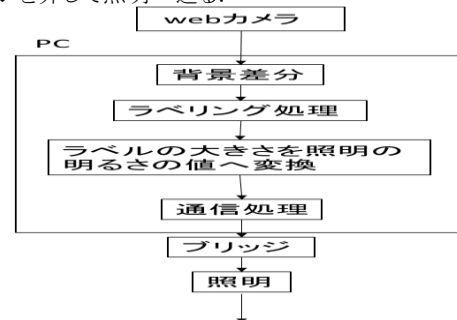 webカメラ
PC
背景差分
ラベリング処理
ラベルの大きさを照明の
明るさの値へ変換
通信処理
ブリッジ
照明